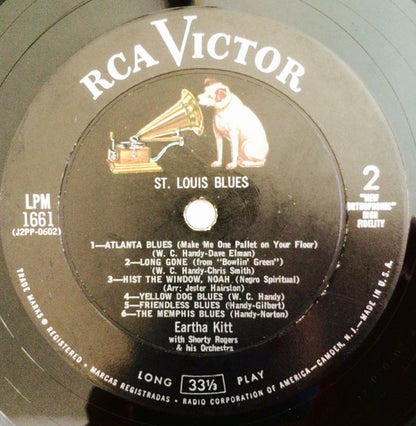 RCA VICTOR
ST. LOUIS BLUES
LPM
1661
(J2PP-0602)
2
"NEW
ORTHOPHONIC"
HIGH
FIDELITY
1—ATLANTA BLUES (Make Me One Pallet on Your Floor)
(W. C. Handy-Dave Elman)
2—LONG GONE (from "Bowlin' Green")
(W. C. Handy-Chris Smith)
3—HIST THE WINDOW, NOAH (Negro Spiritual)
(Arr: Jester Hairston)
4—YELLOW DOG BLUES (W. C. Handy)
5—FRIENDLESS BLUES (Handy-Gilbert)
6—THE MEMPHIS BLUES (Handy-Norton)
Eartha Kitt
with Shorty Rogers
& his Orchestra
LONG 33⅓ PLAY
TRADE MARKS ® REGISTERED • MARCAS REGISTRADAS • RADIO CORPORATION OF AMERICA—CAMDEN, N. J.—MADE IN U.S.A.